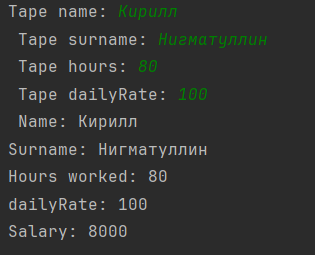 Tape name: Кирилл
Tape surname: Нигматуллин
Tape hours: 80
Tape dailyRate: 100
Name: Кирилл
Surname: Нигматуллин
Hours worked: 80
dailyRate: 100
Salary: 8000